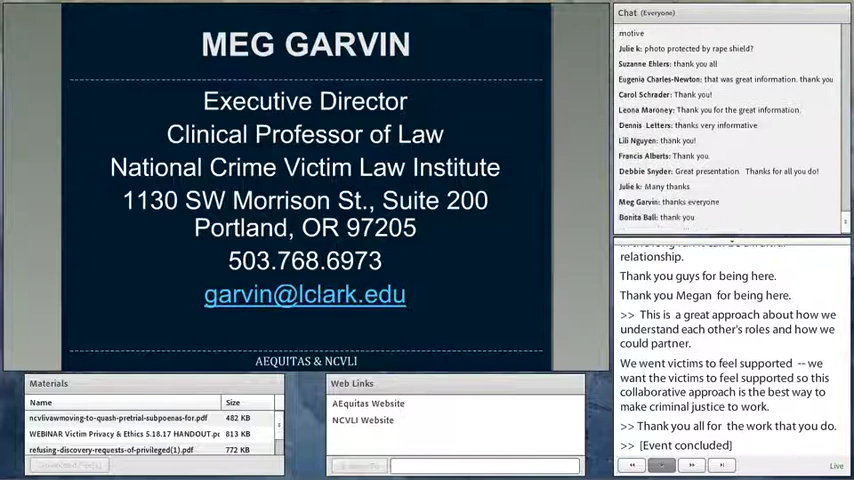 MEG GARVIN
Executive Director
Clinical Professor of Law
National Crime Victim Law Institute
1130 SW Morrison St., Suite 200
Portland, OR 97205
503.768.6973
garvin@lclark.edu
AEQUITAS & NCVLI
Chat (Everyone)
motive
Julie k: photo protected by rape shield?
Suzanne Ehlers: thank you all
Eugenia Charles-Newton: that was great information. thank you
Carol Schrader: Thank you!
Leona Maroney: Thank you for the great information.
Dennis Letters: thanks very informative
Lili Nguyen: thank you!
Francis Alberts: Thank you.
Debbie Snyder: Great presentation. Thanks for all you do!
Julie k: Many thanks
Meg Garvin: thanks everyone
Bonita Ball: thank you
relationship.
Thank you guys for being here.
Thank you Megan for being here.
>> This is a great approach about how we
understand each other's roles and how we
could partner.
We went victims to feel supported -- we
want the victims to feel supported so this
collaborative approach is the best way to
make criminal justice to work.
>> Thank you all for the work that you do.
>> [Event concluded]
Live
Materials
Name Size
ncvlivawmoving-to-quash-pretrial-subpoenas-for.pdf 482 KB
WEBINAR Victim Privacy & Ethics 5.18.17 HANDOUT.pc 813 KB
refusing-discovery-requests-of-privileged(1).pdf 772 KB
Web Links
AEquitas Website
NCVLI Website